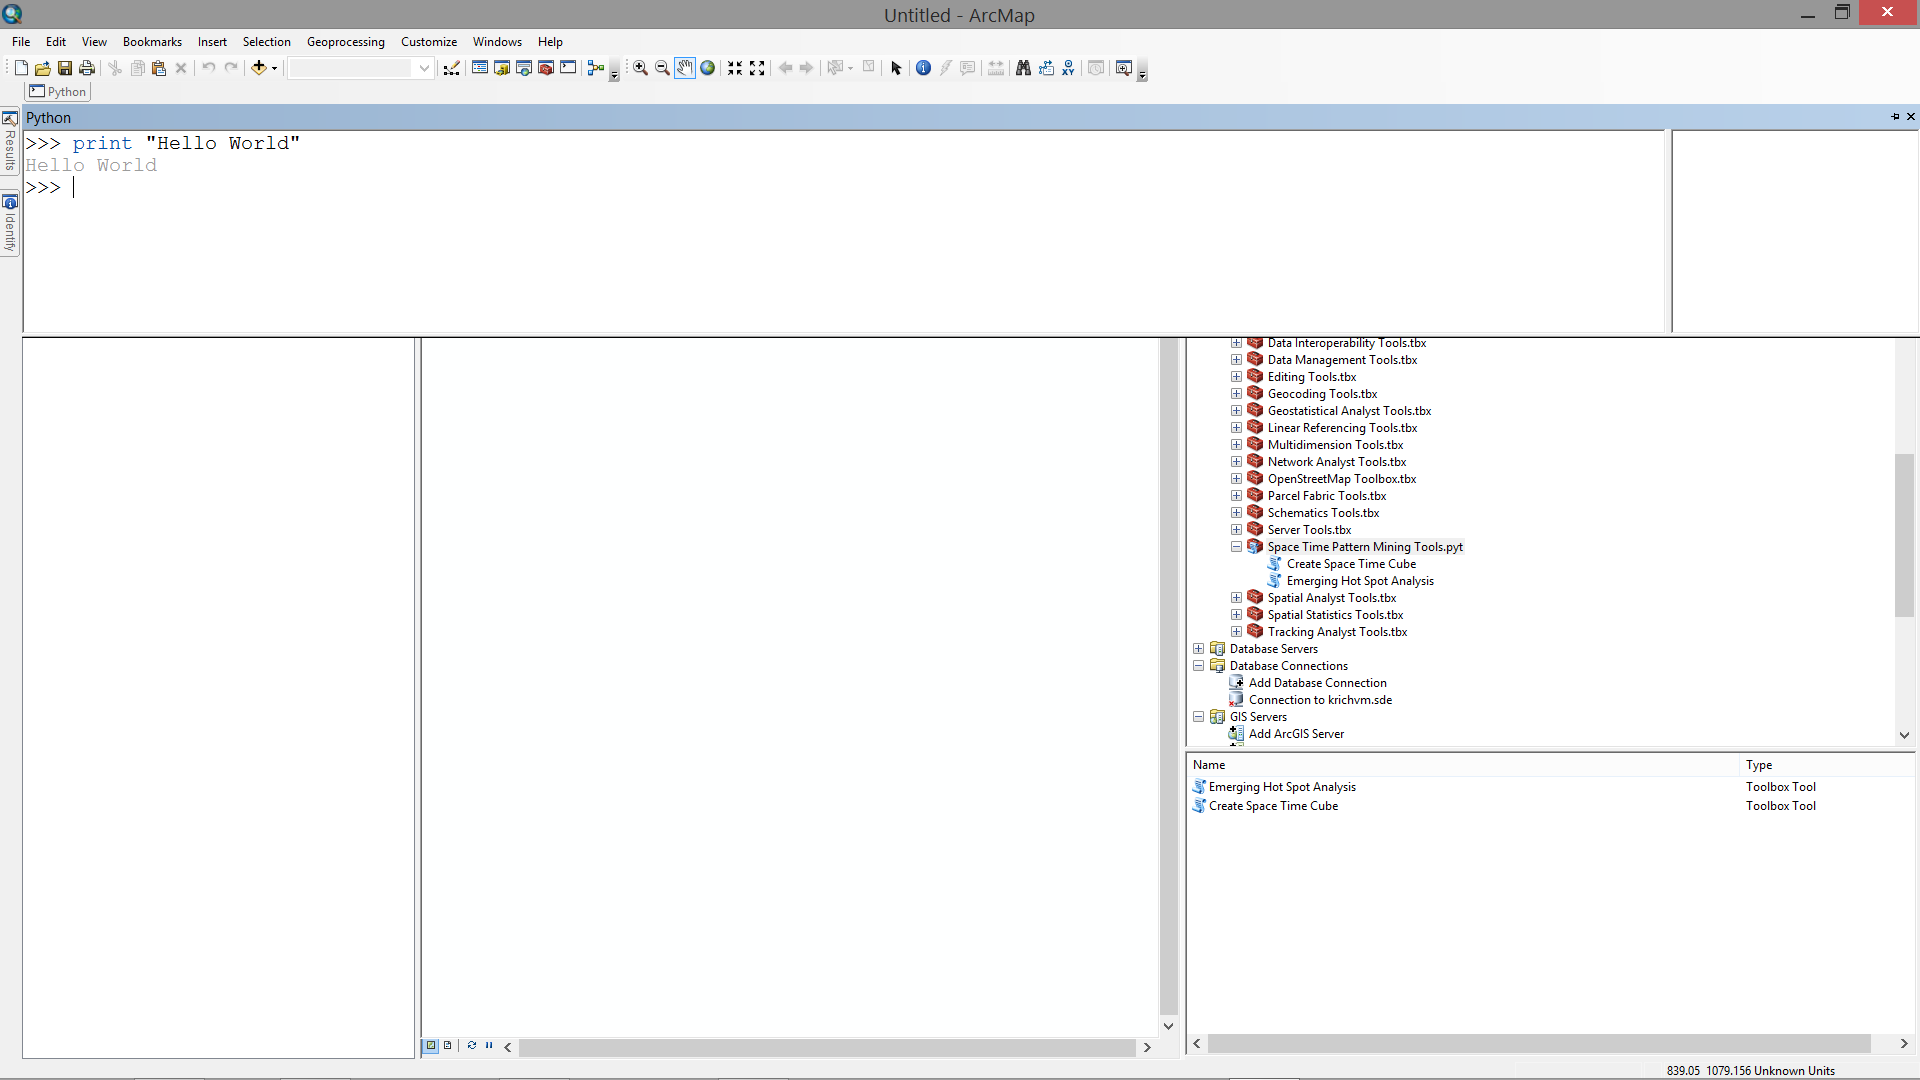 Untitled - ArcMap
File Edit View Bookmarks Insert Selection Geoprocessing Customize Windows Help
Python
Python
Results
Identify
>>> print "Hello World"
Hello World
>>>
Data Interoperability Tools.tbx
Data Management Tools.tbx
Editing Tools.tbx
Geocoding Tools.tbx
Geostatistical Analyst Tools.tbx
Linear Referencing Tools.tbx
Multidimension Tools.tbx
Network Analyst Tools.tbx
OpenStreetMap Toolbox.tbx
Parcel Fabric Tools.tbx
Schematics Tools.tbx
Server Tools.tbx
Space Time Pattern Mining Tools.pyt
Create Space Time Cube
Emerging Hot Spot Analysis
Spatial Analyst Tools.tbx
Spatial Statistics Tools.tbx
Tracking Analyst Tools.tbx
Database Servers
Database Connections
Add Database Connection
Connection to krichvm.sde
GIS Servers
Add ArcGIS Server
Name Type
Emerging Hot Spot Analysis Toolbox Tool
Create Space Time Cube Toolbox Tool
839.05 1079.156 Unknown Units